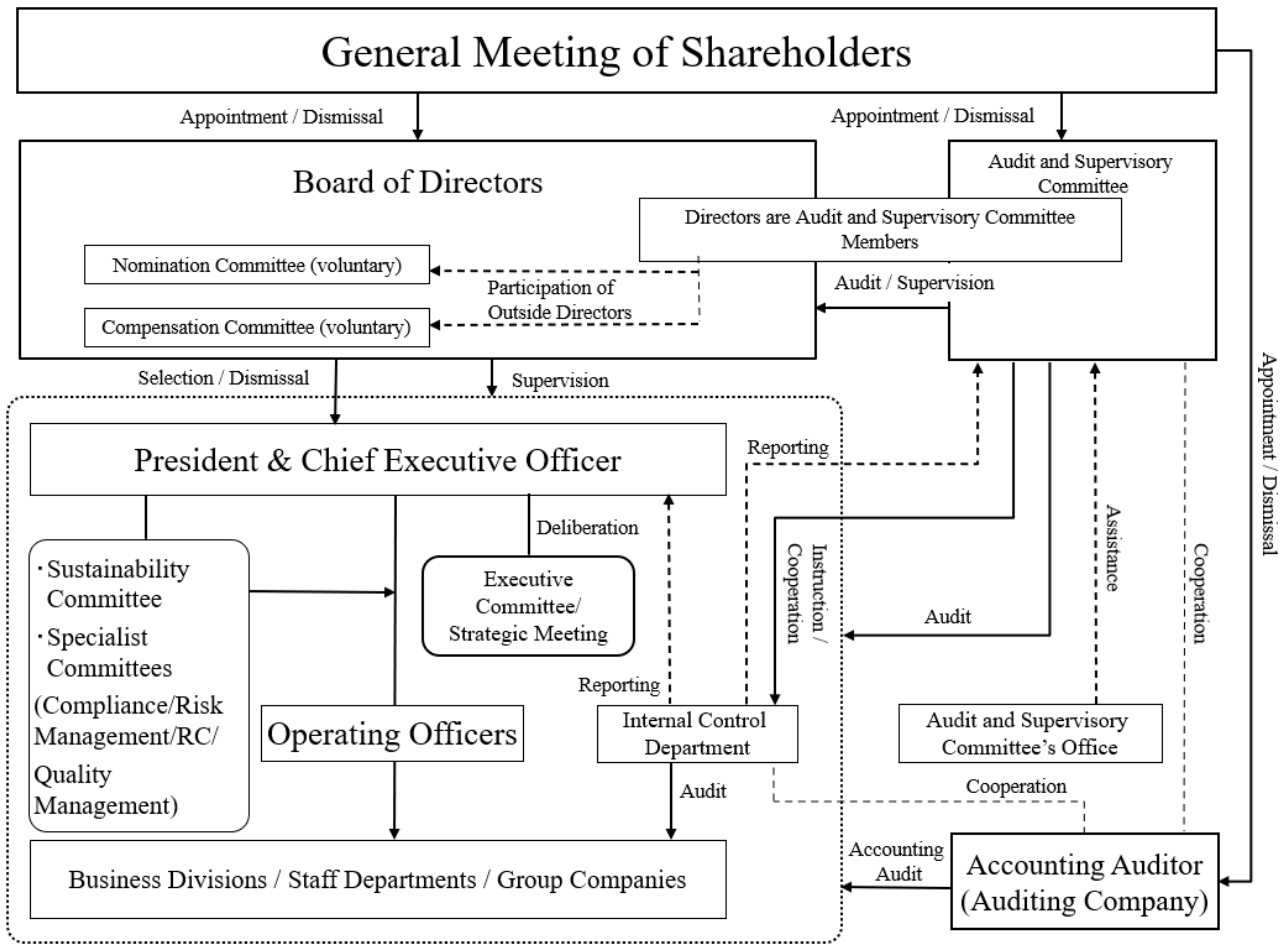 General Meeting of Shareholders
Appointment / Dismissal
Appointment / Dismissal
Board of Directors
Audit and Supervisory
Committee
Directors are Audit and Supervisory Committee
Members
Nomination Committee (voluntary)
Participation of
Outside Directors
Compensation Committee (voluntary)
Audit / Supervision
Selection / Dismissal
Supervision
Appointment / Dismissal
President & Chief Executive Officer
Reporting
Deliberation
・Sustainability
Committee
・Specialist
Committees
(Compliance/Risk
Management/RC/
Quality
Management)
Executive
Committee/
Strategic Meeting
Instruction /
Cooperation
Assistance
Cooperation
Audit
Reporting
Operating Officers
Internal Control
Department
Audit and Supervisory
Committee's Office
Audit
Cooperation
Business Divisions / Staff Departments / Group Companies
Accounting
Audit
Accounting Auditor
(Auditing Company)